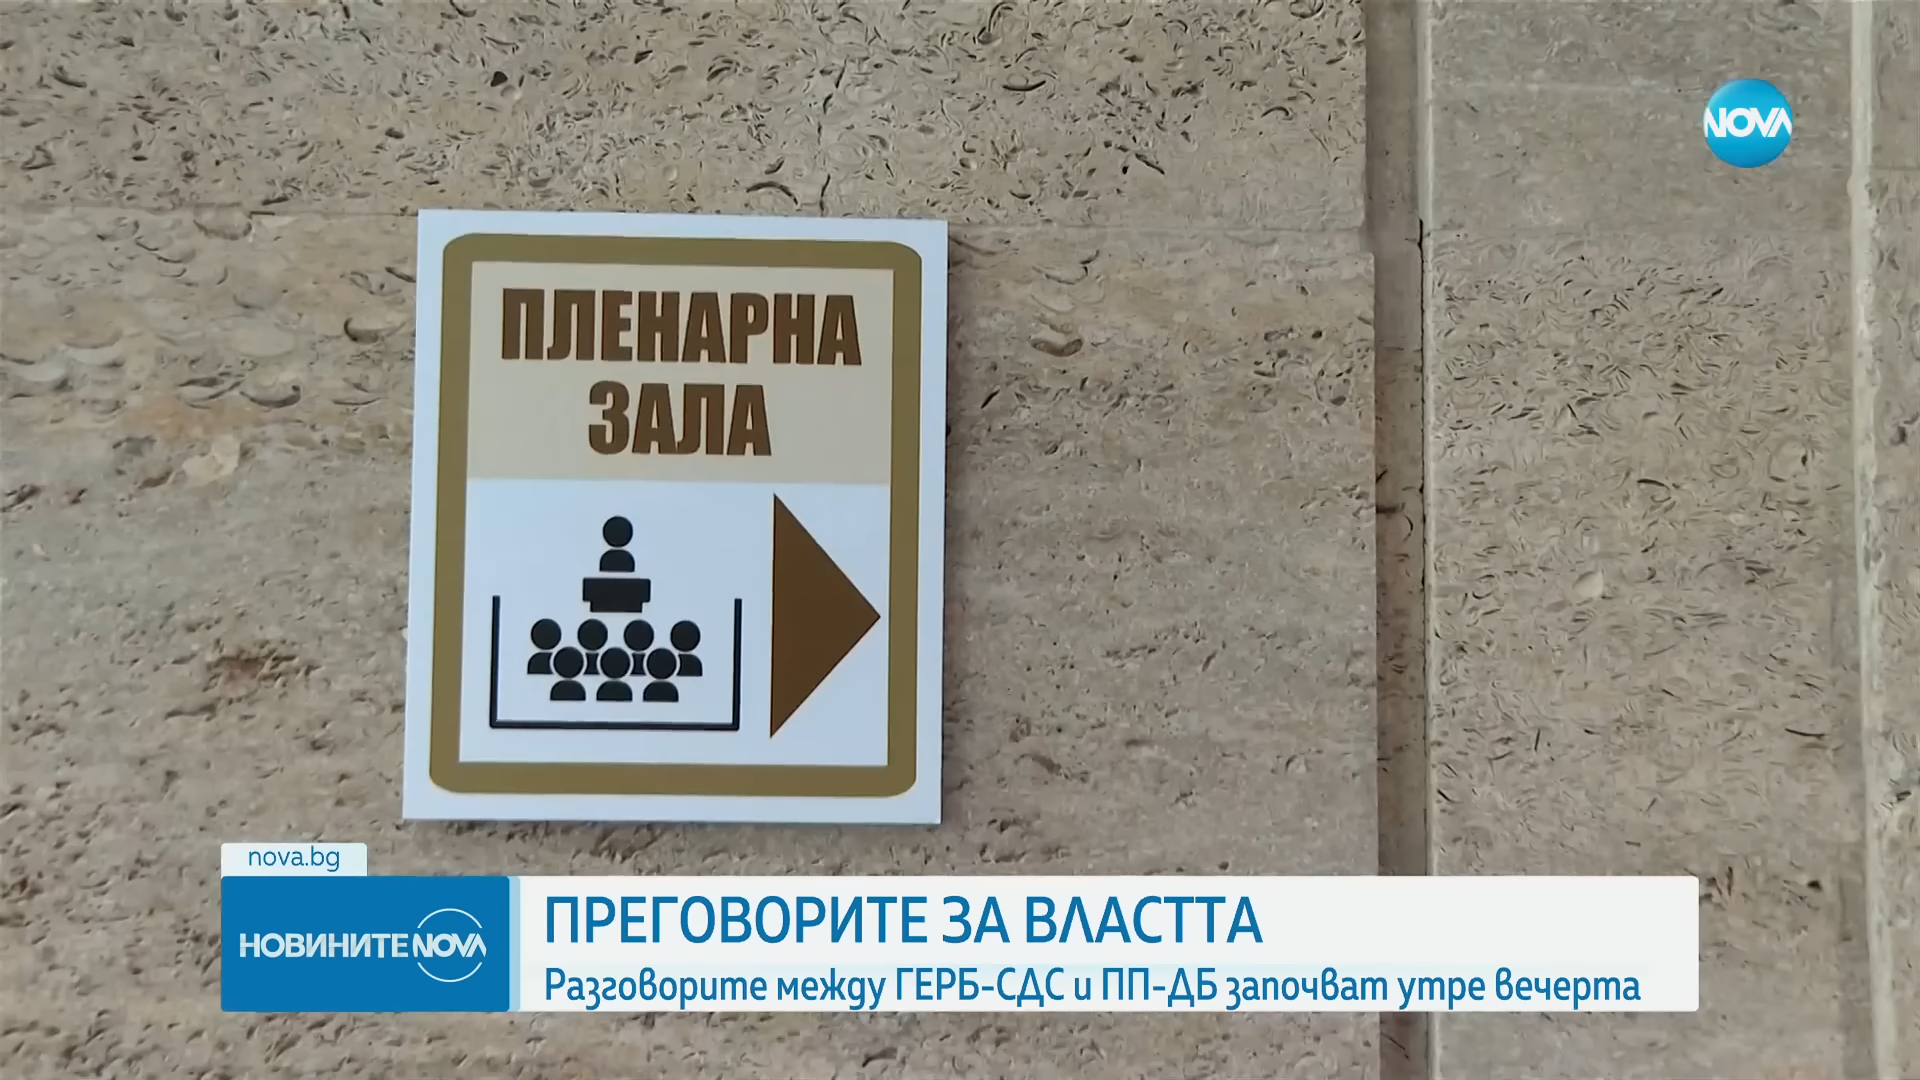 NOVA
ПЛЕНАРНА
ЗАЛА
nova.bg
НОВИНИТЕ NOVA
ПРЕГОВОРИТЕ ЗА ВЛАСТТА
Разговорите между ГЕРБ-СДС и ПП-ДБ започват утре вечерта